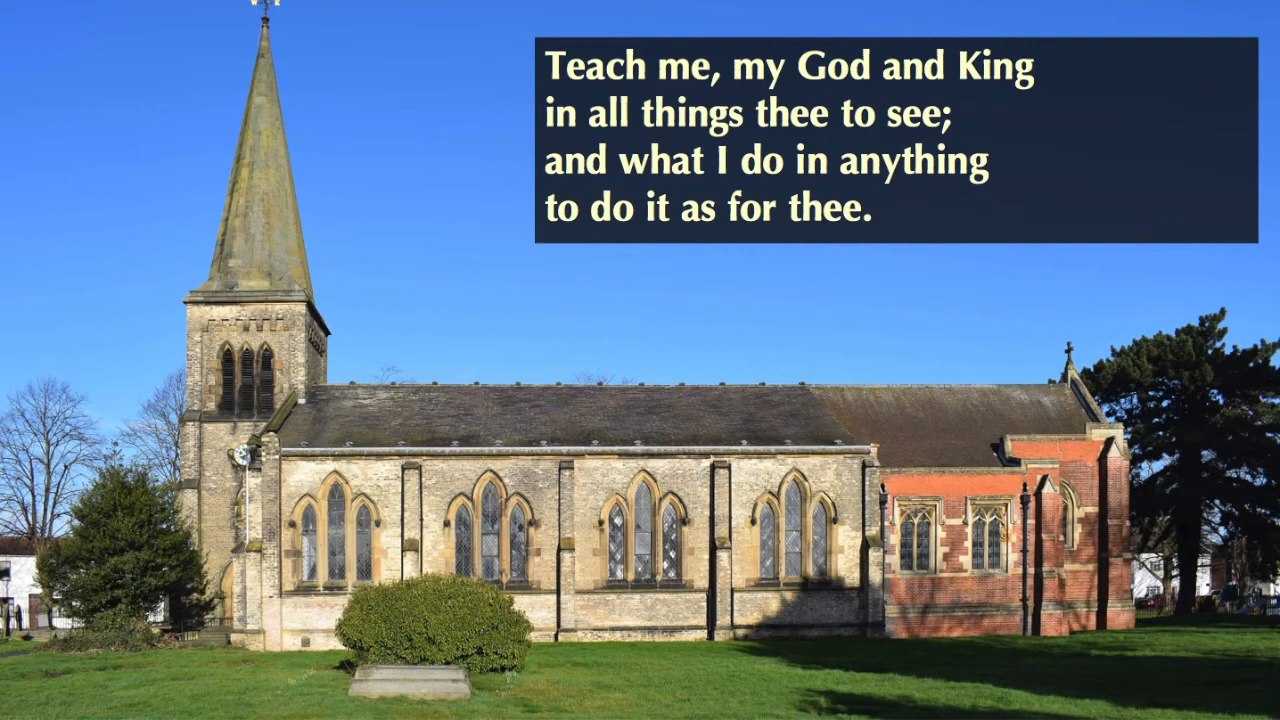 Teach me, my God and King
in all things thee to see;
and what I do in anything
to do it as for thee.